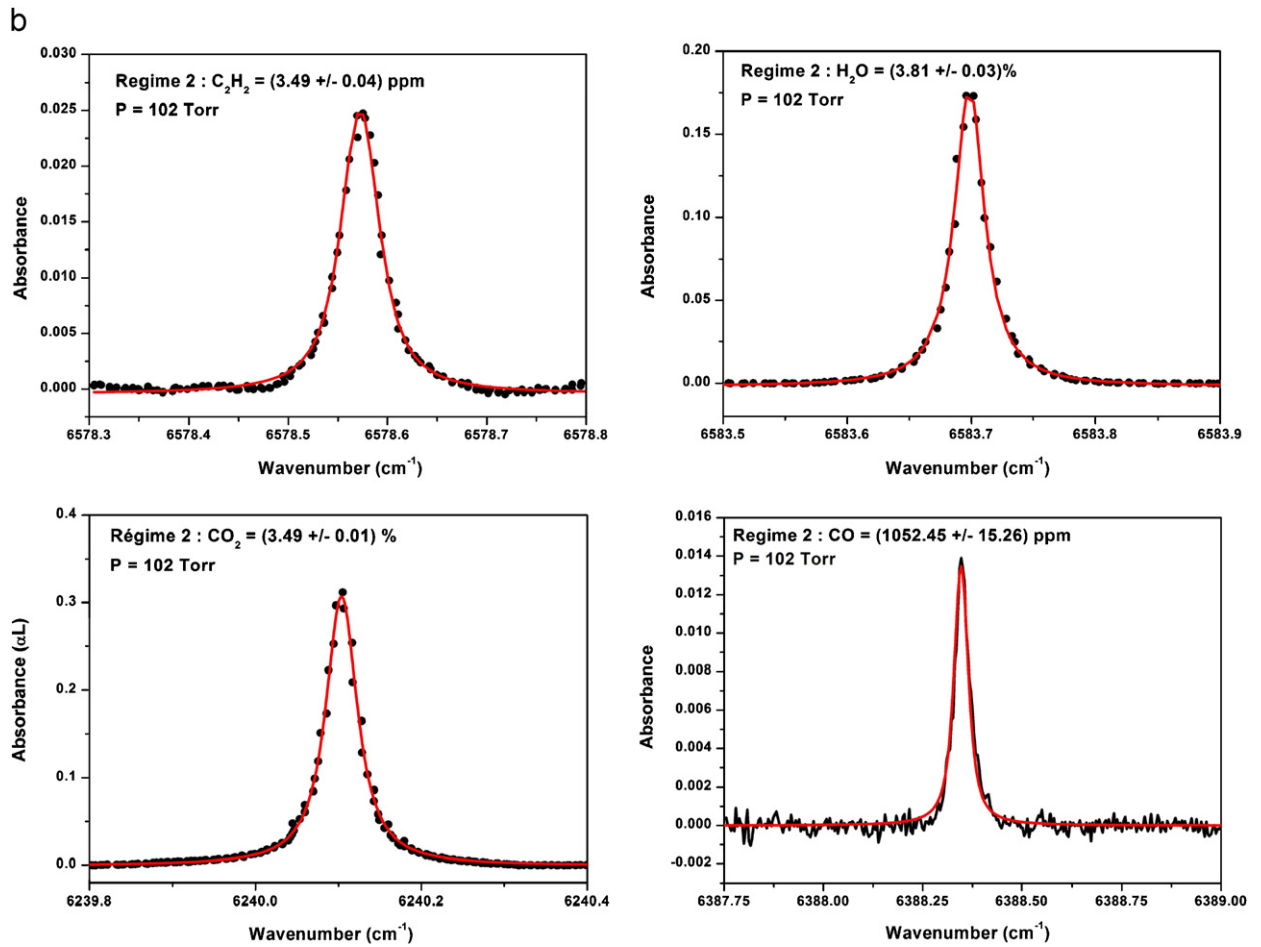 b
Regime 2 : C₂H₂ = (3.49 +/- 0.04) ppm
P = 102 Torr
Absorbance
0.030
0.025
0.020
0.015
0.010
0.005
0.000
6578.3 6578.4 6578.5 6578.6 6578.7 6578.8
Wavenumber (cm⁻¹)
Regime 2 : H₂O = (3.81 +/- 0.03)%
P = 102 Torr
Absorbance
0.20
0.15
0.10
0.05
0.00
6583.5 6583.6 6583.7 6583.8 6583.9
Wavenumber (cm⁻¹)
Régime 2 : CO₂ = (3.49 +/- 0.01) %
P = 102 Torr
Absorbance (αL)
0.4
0.3
0.2
0.1
0.0
6239.8 6240.0 6240.2 6240.4
Wavenumber (cm⁻¹)
Regime 2 : CO = (1052.45 +/- 15.26) ppm
P = 102 Torr
Absorbance
0.016
0.014
0.012
0.010
0.008
0.006
0.004
0.002
0.000
-0.002
6387.75 6388.00 6388.25 6388.50 6388.75 6389.00
Wavenumber (cm⁻¹)